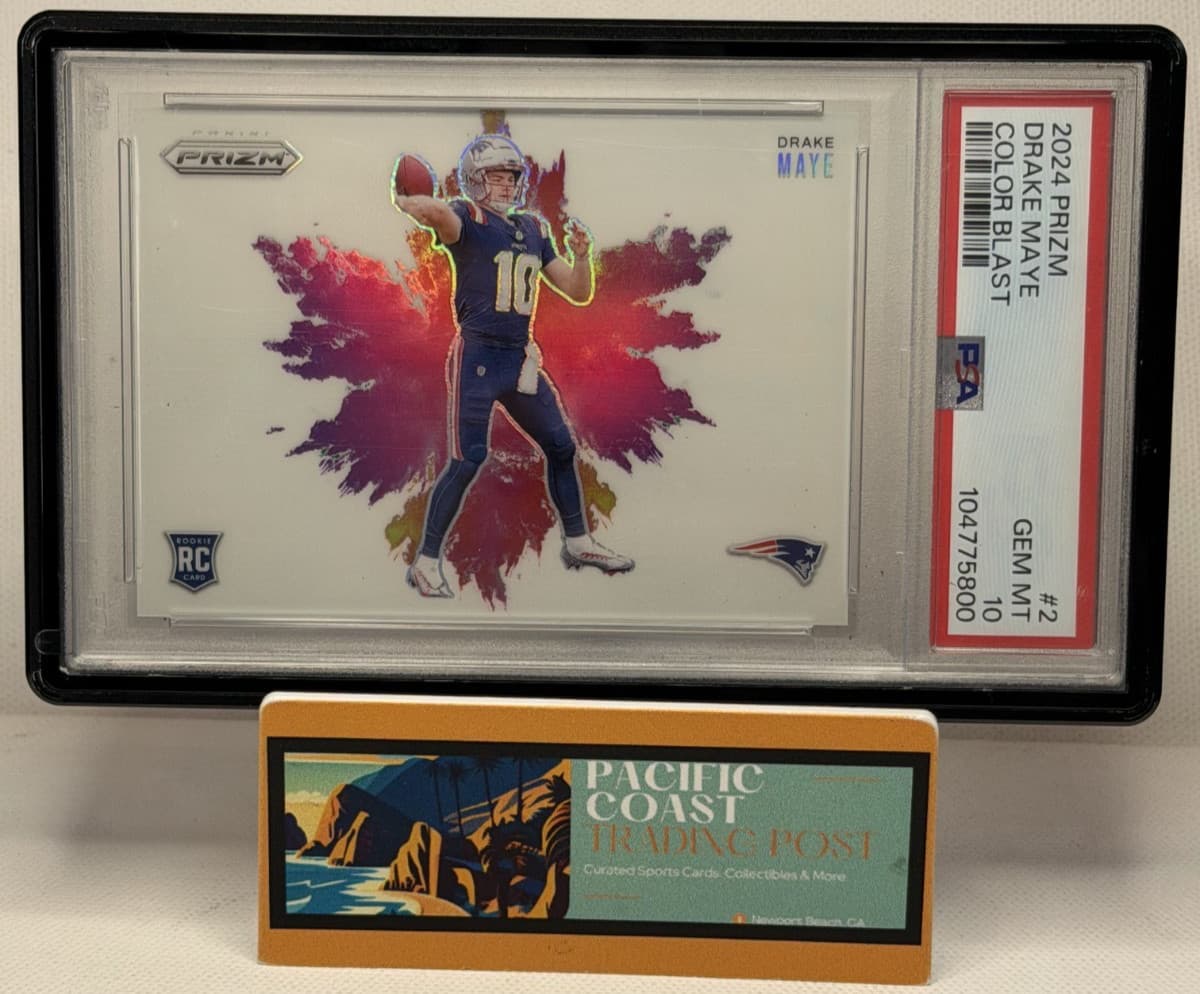 PANINI
PRIZM
DRAKE
MAYE
10
ROOKIE
RC
CARD
2024 PRIZM
DRAKE MAYE
COLOR BLAST
PSA
#2
GEM MT
10
104775800
PACIFIC
COAST
TRADING POST
Curated Sports Cards, Collectibles & More
Newport Beach, CA